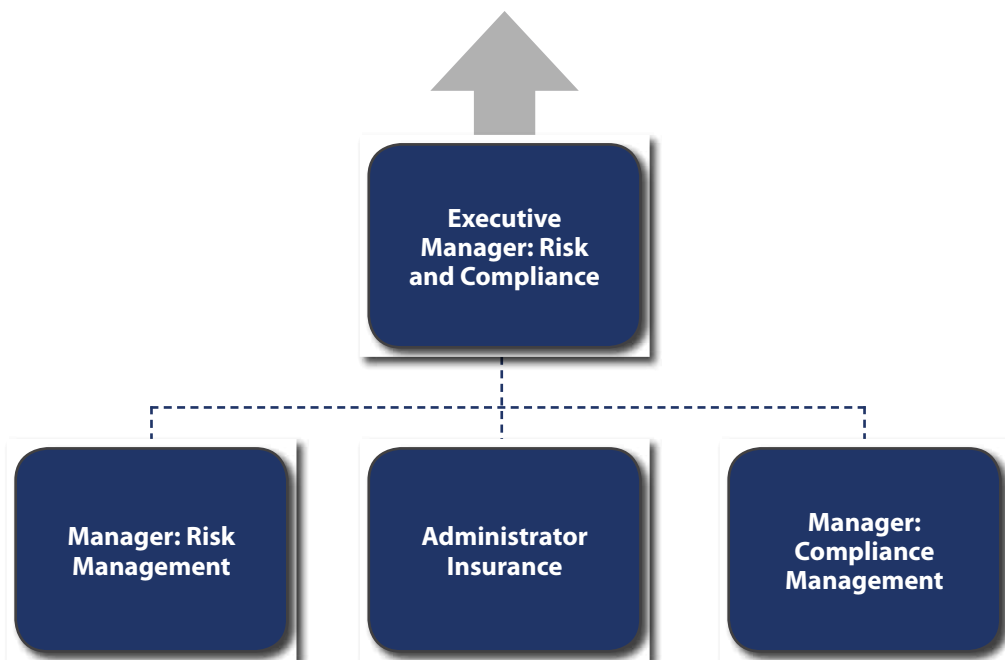 Executive
Manager: Risk
and Compliance
Manager: Risk
Management
Administrator
Insurance
Manager:
Compliance
Management